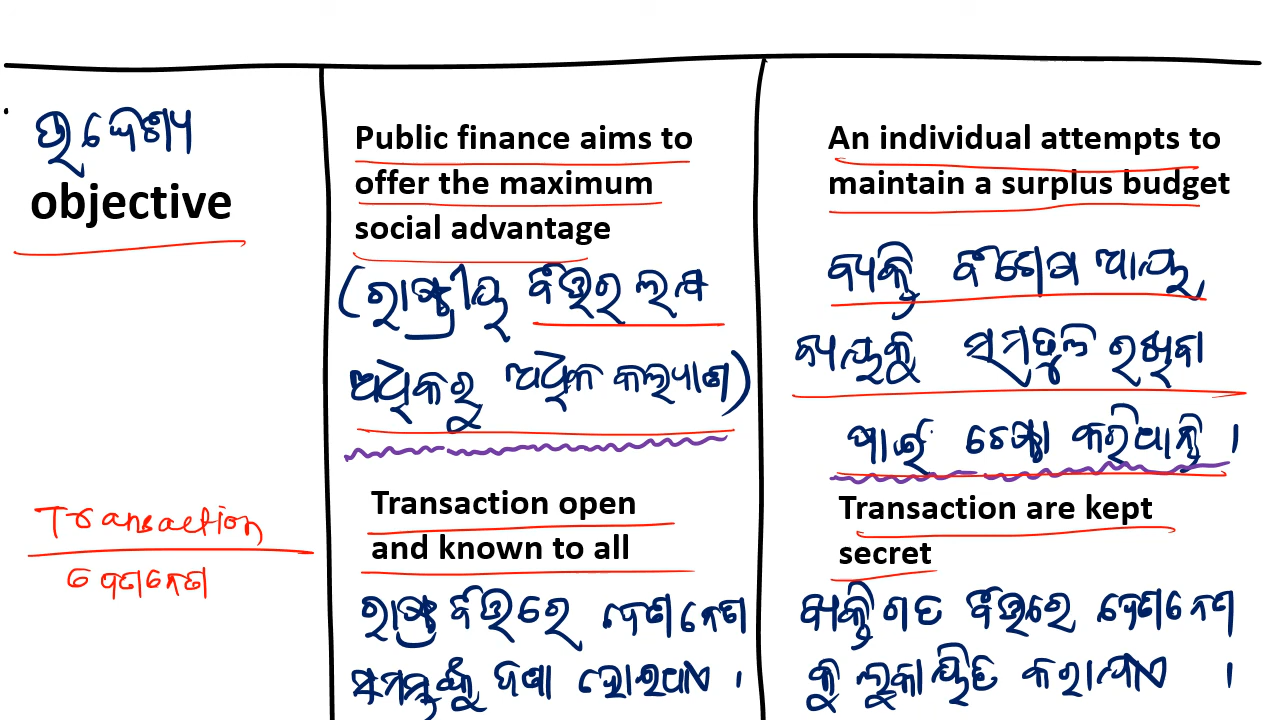 ଉଦ୍ଦେଶ୍ୟ
objective
Public finance aims to
offer the maximum
social advantage
(ରାଷ୍ଟ୍ରୀୟ ବିତ୍ତର ଲକ୍ଷ
ଅଧିକରୁ ଅଧିକ କଲ୍ୟାଣ)
An individual attempts to
maintain a surplus budget
ବ୍ୟକ୍ତି ବିଶେଷ ଆୟ
ବ୍ୟୟକୁ ସମତୁଲ ରଖିବା
ପାଇଁ ଚେଷ୍ଟା କରିଥାନ୍ତି ।
Transaction
ଦେଣନେଣ
Transaction open
and known to all
ରାଷ୍ଟ୍ର ବିତ୍ତରେ ଦେଣନେଣ
ସମସ୍ତଙ୍କୁ ଜଣା ହୋଇଥାଏ ।
Transaction are kept
secret
ବ୍ୟକ୍ତିଗତ ବିତ୍ତରେ ଦେଣନେଣ
କୁ ଲୁକାୟିତ କରାଯାଏ ।